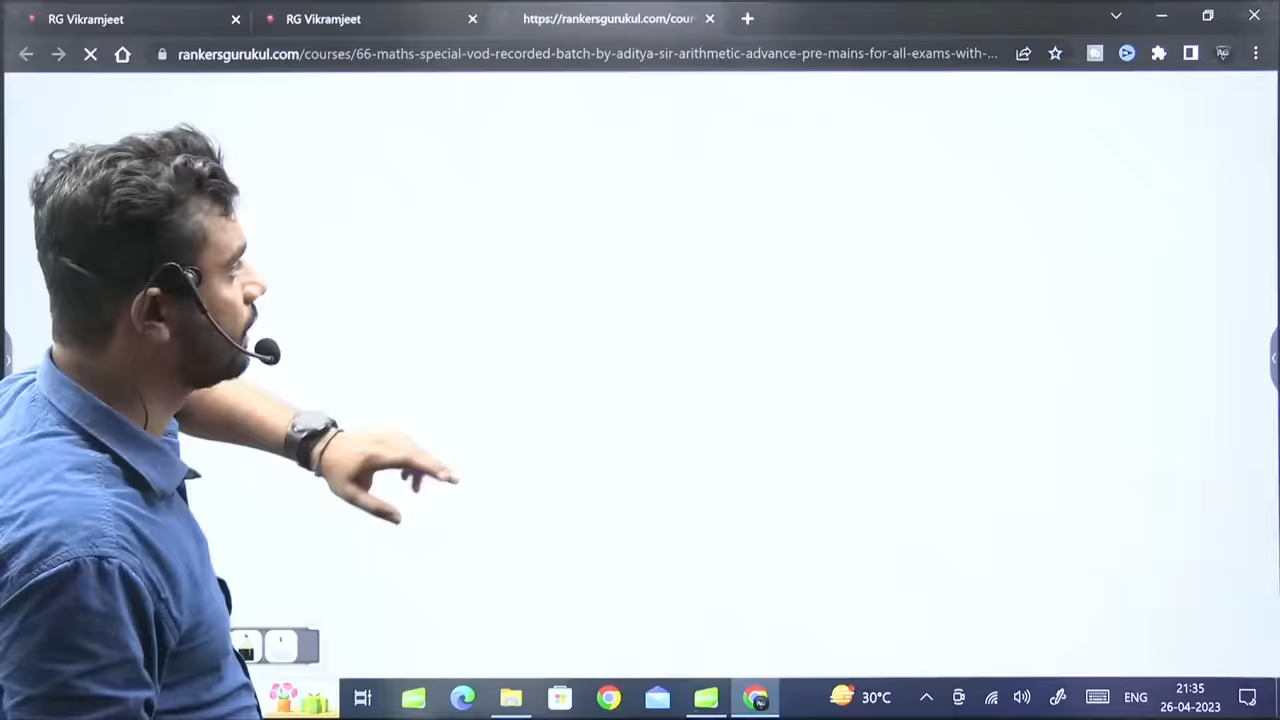 RG Vikramjeet
RG Vikramjeet
https://rankersgurukul.com/cour
rankersgurukul.com/courses/66-maths-special-vod-recorded-batch-by-aditya-sir-arithmetic-advance-pre-mains-for-all-exams-with-...
30°C
ENG
21:35
26-04-2023